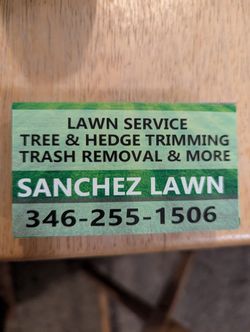 LAWN SERVICE
TREE & HEDGE TRIMMING
TRASH REMOVAL & MORE
SANCHEZ LAWN
346-255-1506